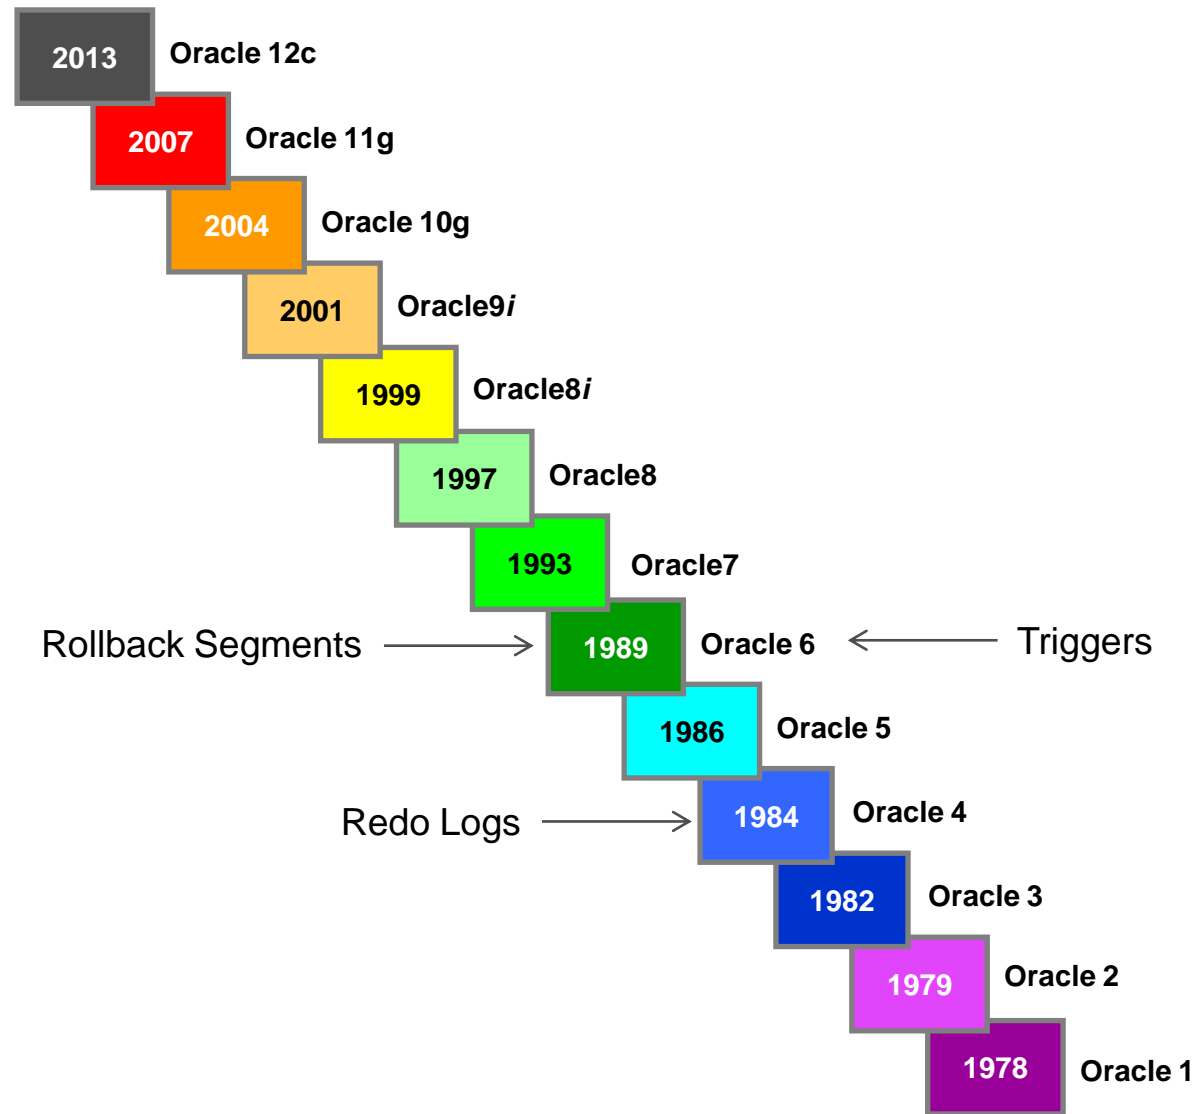 2013 Oracle 12c
2007 Oracle 11g
2004 Oracle 10g
2001 Oracle9i
1999 Oracle8i
1997 Oracle8
1993 Oracle7
Rollback Segments 1989 Oracle 6 Triggers
1986 Oracle 5
Redo Logs 1984 Oracle 4
1982 Oracle 3
1979 Oracle 2
1978 Oracle 1